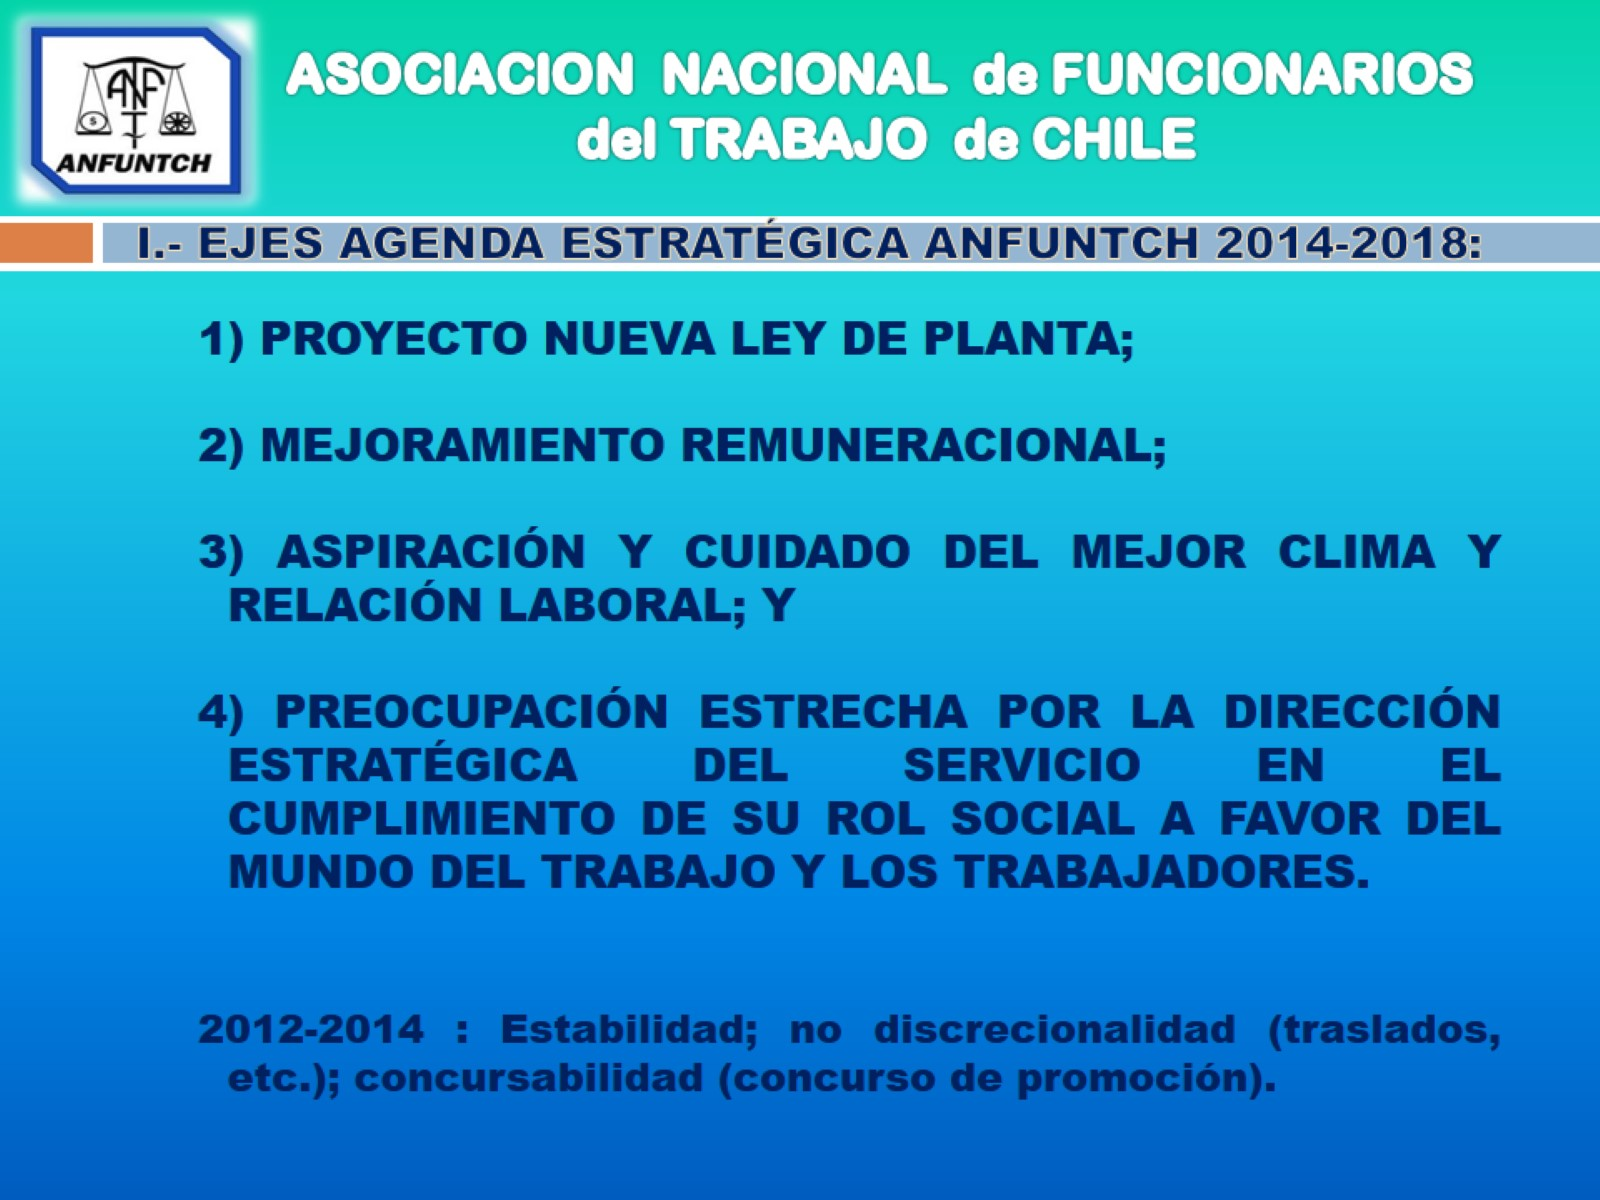 ANFT
$
ANFUNTCH
ASOCIACION NACIONAL de FUNCIONARIOS
del TRABAJO de CHILE
I.- EJES AGENDA ESTRATÉGICA ANFUNTCH 2014-2018:
1) PROYECTO NUEVA LEY DE PLANTA;
2) MEJORAMIENTO REMUNERACIONAL;
3) ASPIRACIÓN Y CUIDADO DEL MEJOR CLIMA Y
RELACIÓN LABORAL; Y
4) PREOCUPACIÓN ESTRECHA POR LA DIRECCIÓN
ESTRATÉGICA DEL SERVICIO EN EL
CUMPLIMIENTO DE SU ROL SOCIAL A FAVOR DEL
MUNDO DEL TRABAJO Y LOS TRABAJADORES.
2012-2014 : Estabilidad; no discrecionalidad (traslados,
etc.); concursabilidad (concurso de promoción).